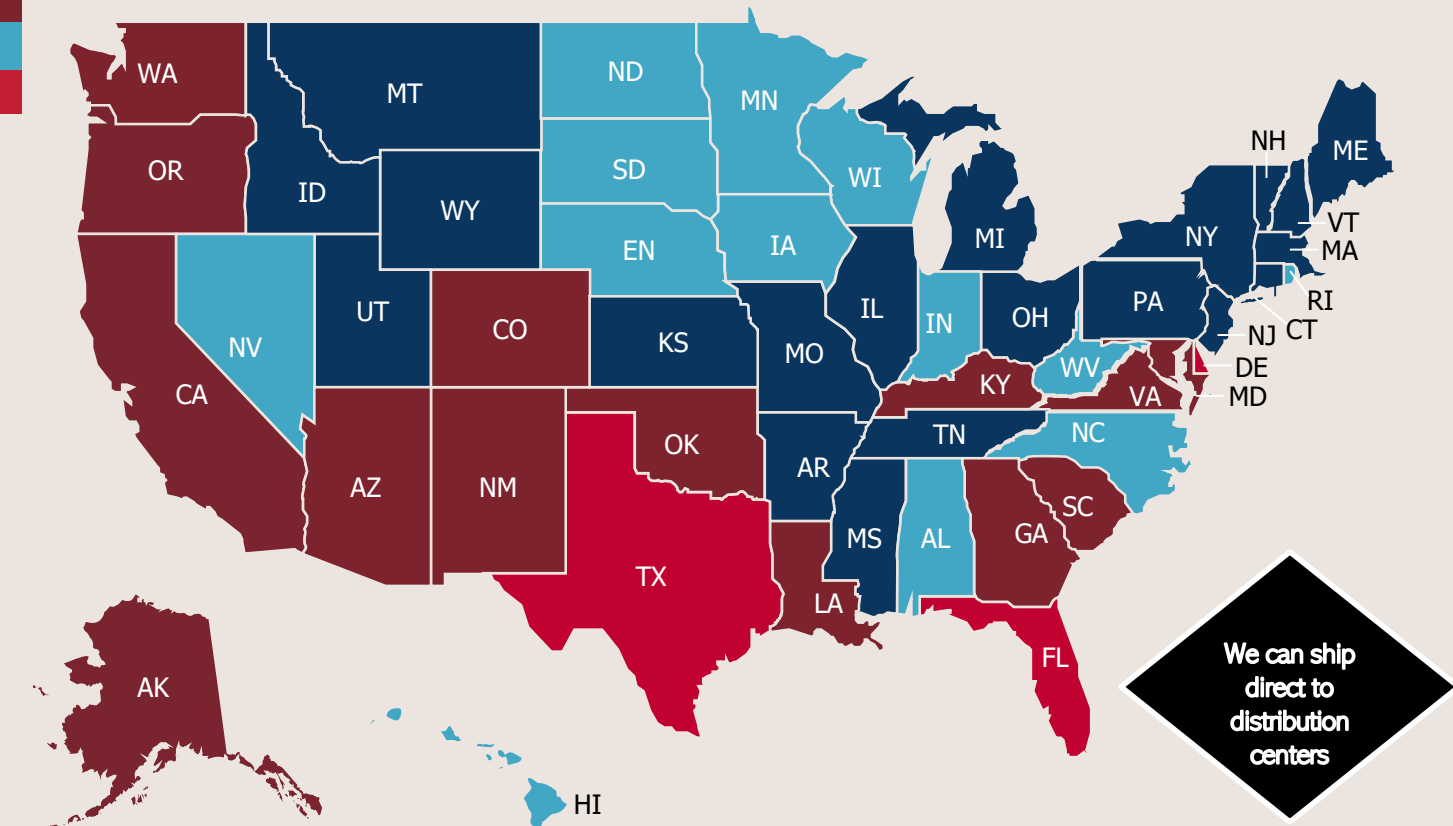 WA
MT
ND
MN
OR
ID
WY
SD
WI
MI
NH
ME
NY
VT
MA
EN
IA
NV
UT
CO
KS
MO
IL
IN
OH
PA
RI
CT
NJ
DE
MD
CA
KY
WV
VA
AZ
NM
OK
AR
TN
NC
SC
TX
LA
MS
AL
GA
FL
AK
HI
We can ship
direct to
distribution
centers